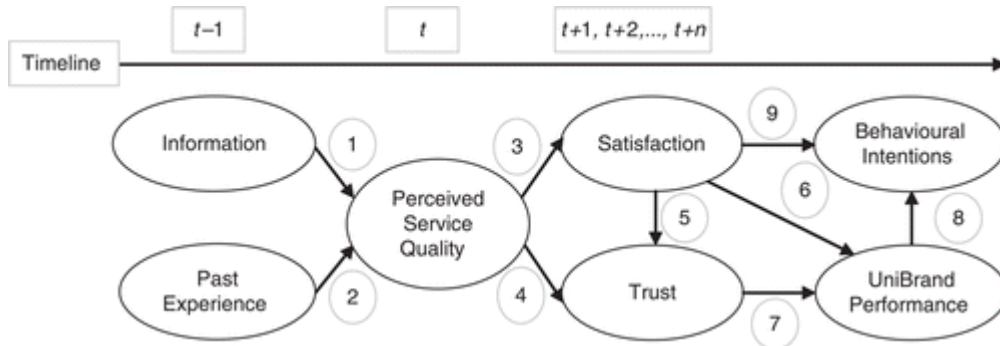 t–1
t
t+1, t+2,..., t+n
Timeline
Information
1
3
Satisfaction
9
Behavioural
Intentions
Perceived
Service
Quality
5
6
8
Past
Experience
2
4
Trust
7
UniBrand
Performance